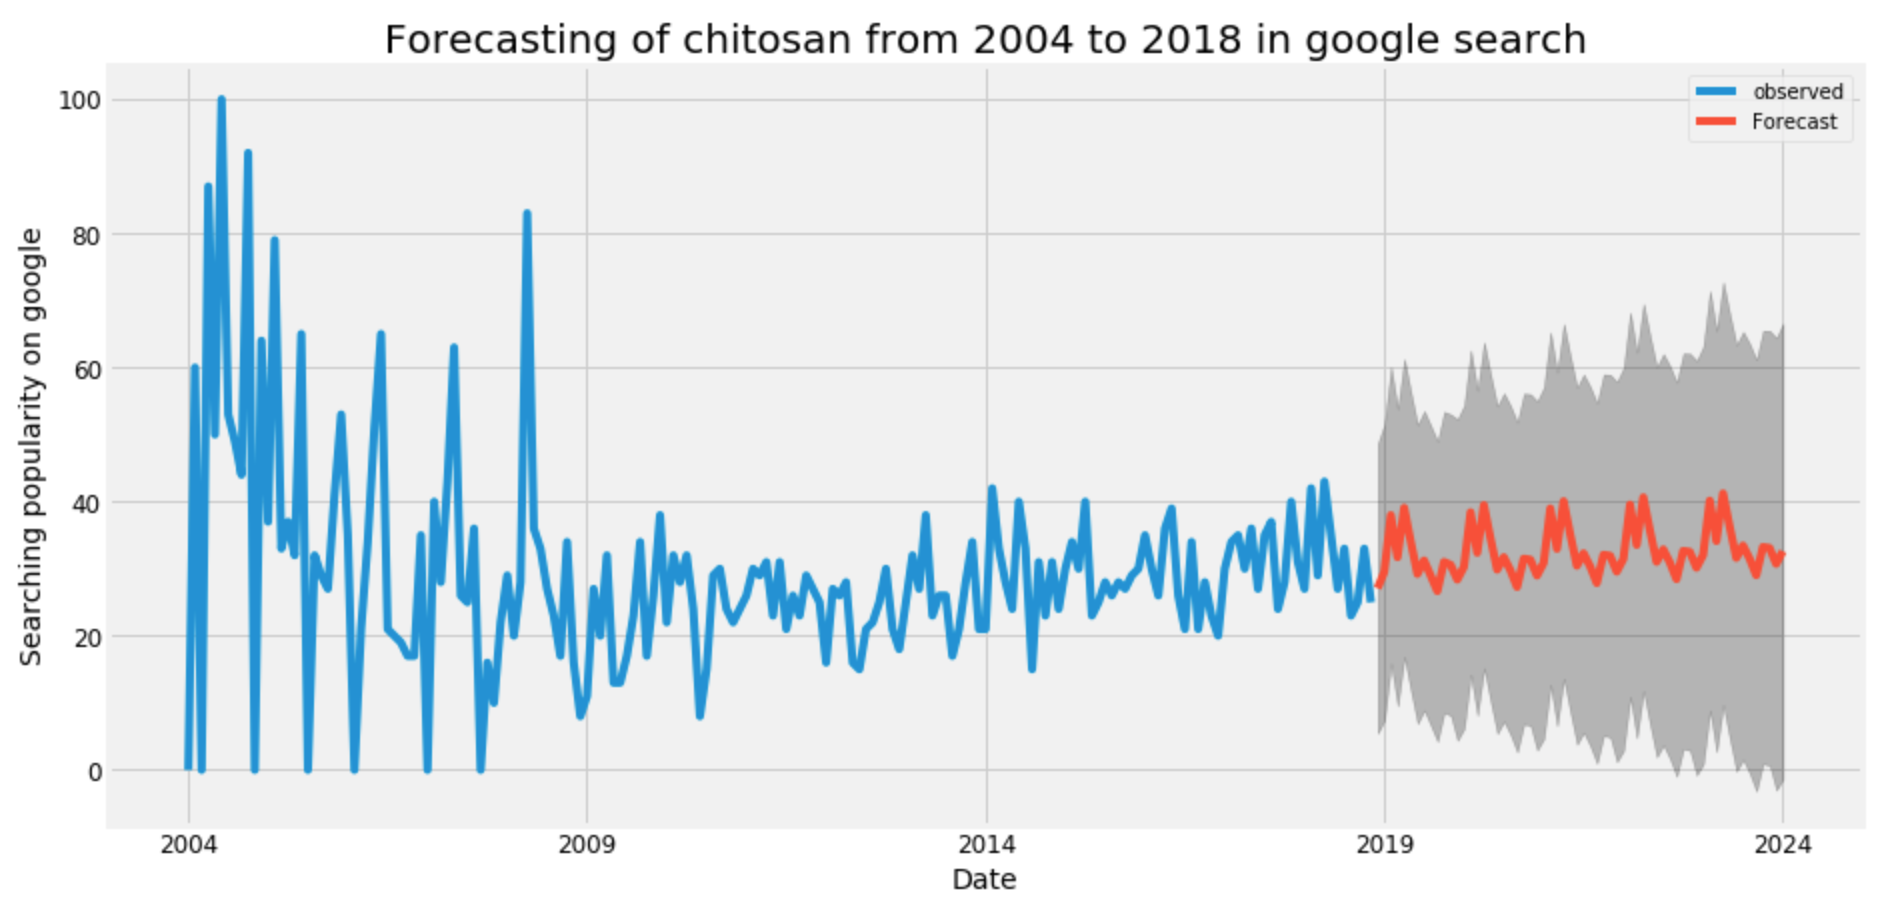 Forecasting of chitosan from 2004 to 2018 in google search
observed
Forecast
Searching popularity on google
100
80
60
40
20
0
2004 2009 2014 2019 2024
Date